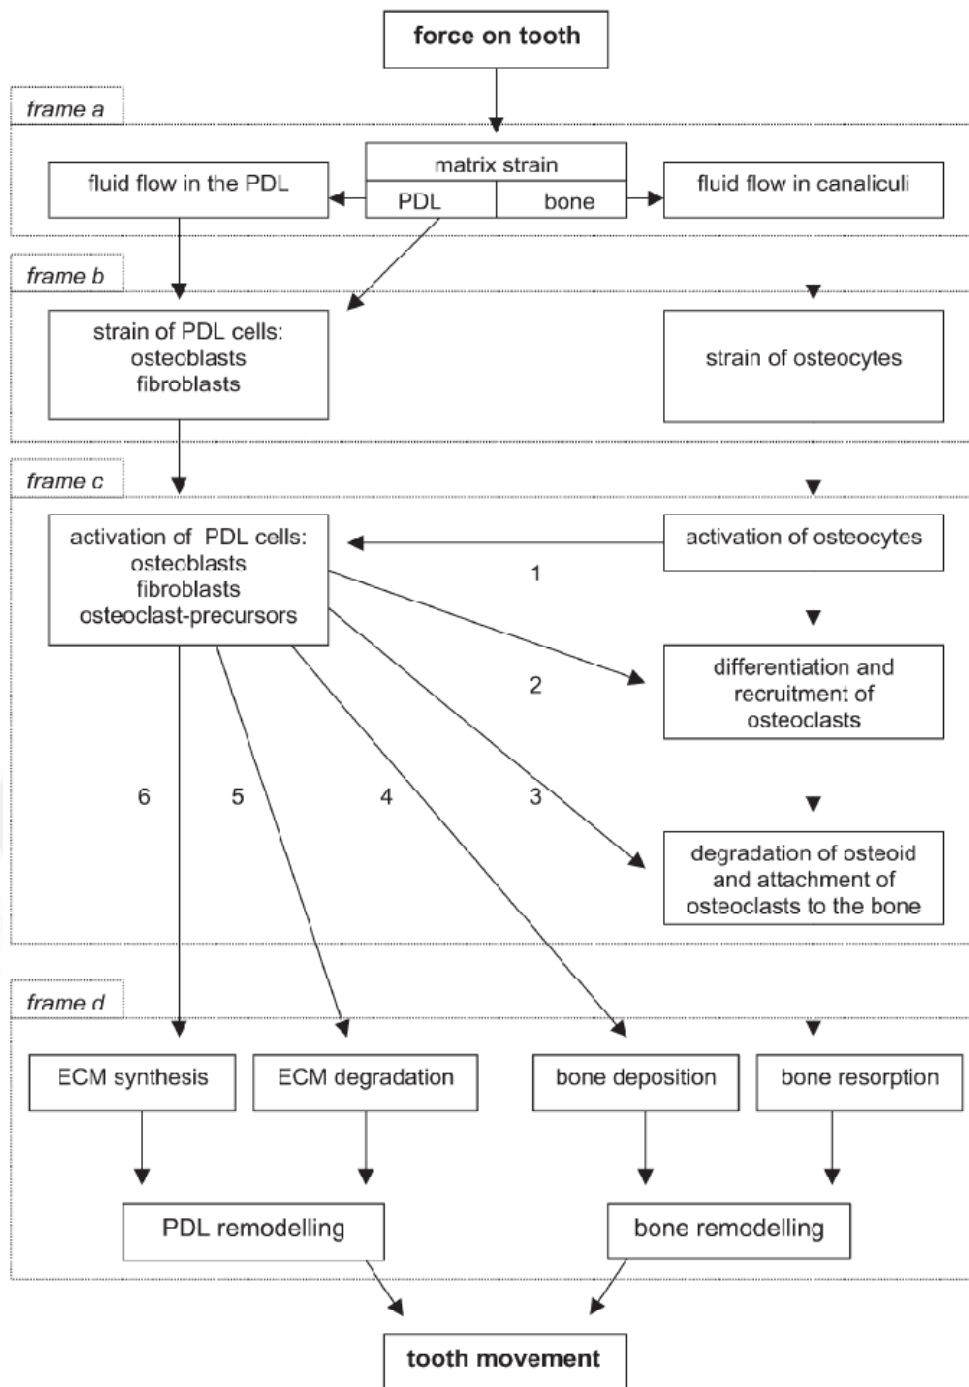 force on tooth
frame a
matrix strain
fluid flow in the PDL
PDL
bone
fluid flow in canaliculi
frame b
strain of PDL cells:
osteoblasts
fibroblasts
strain of osteocytes
frame c
activation of PDL cells:
osteoblasts
fibroblasts
osteoclast-precursors
activation of osteocytes
1
2
differentiation and
recruitment of
osteoclasts
6
5
4
3
degradation of osteoid
and attachment of
osteoclasts to the bone
frame d
ECM synthesis
ECM degradation
bone deposition
bone resorption
PDL remodelling
bone remodelling
tooth movement